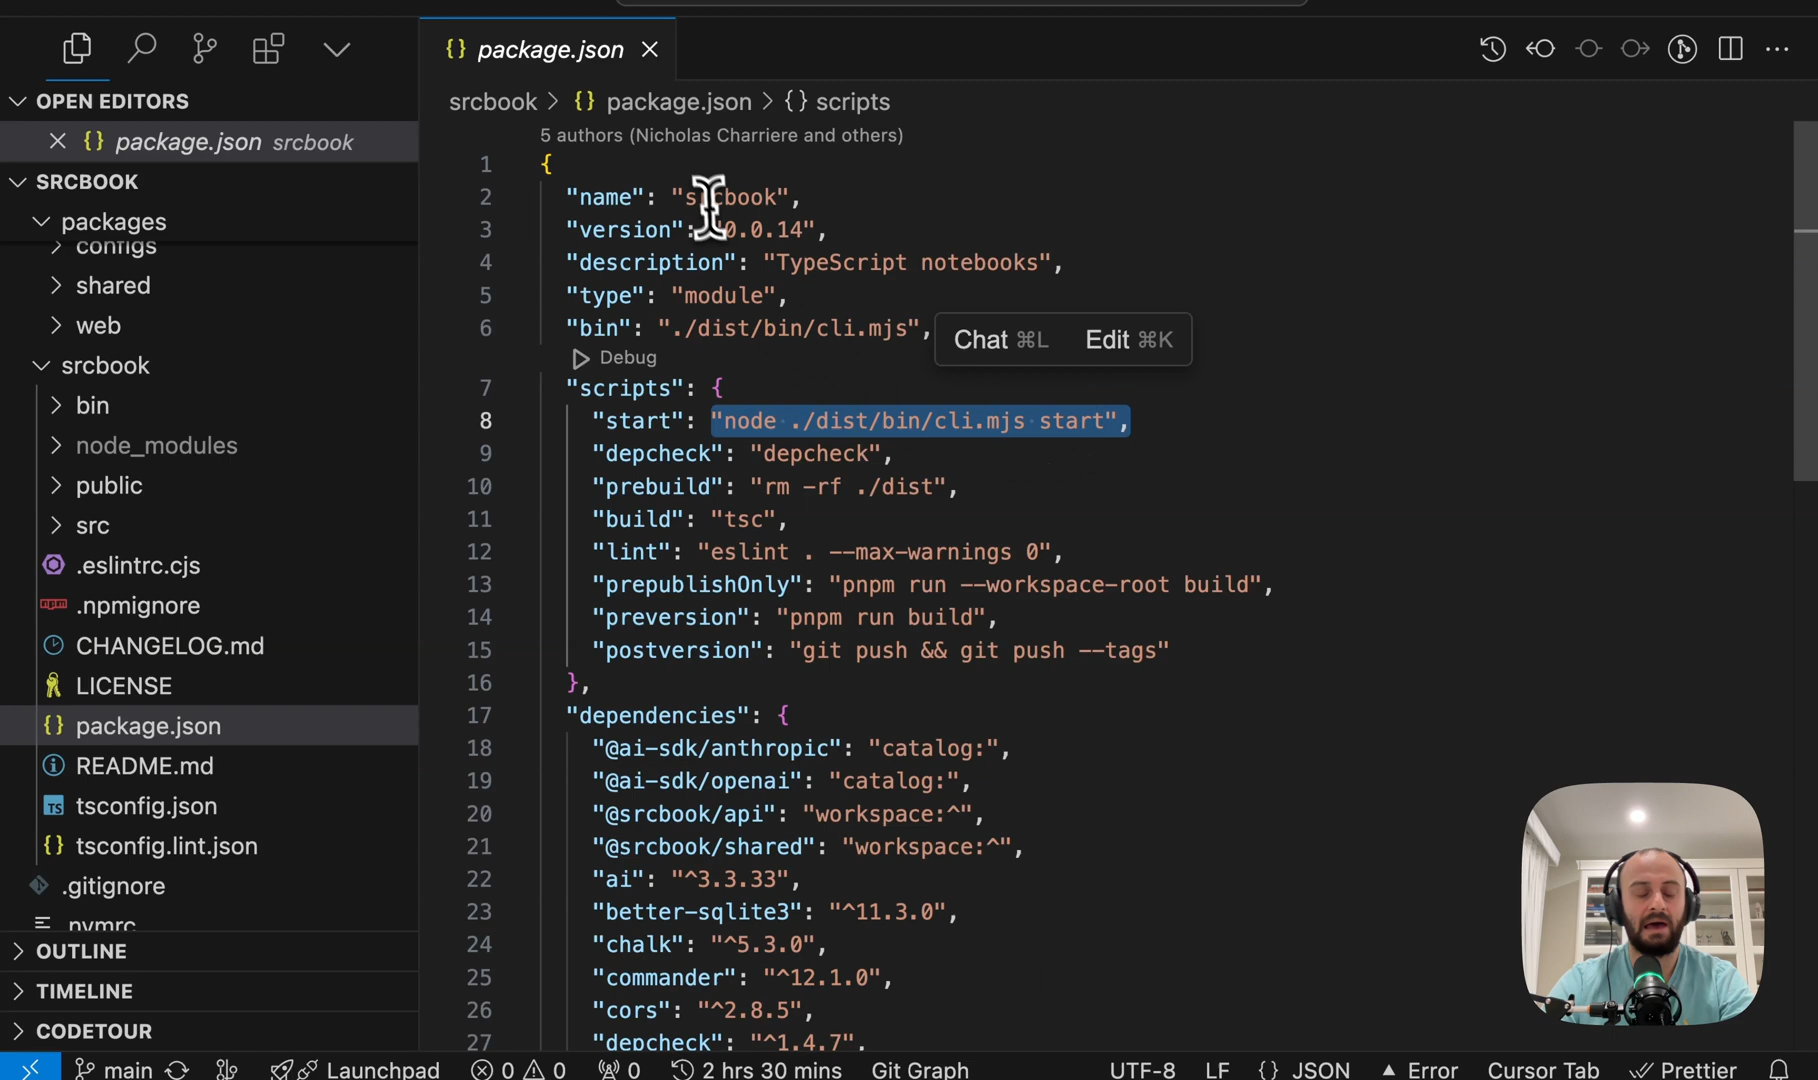 package.json
OPEN EDITORS
package.json srcbook
SRCBOOK
packages
configs
shared
web
srcbook
bin
node_modules
public
src
.eslintrc.cjs
.npmignore
CHANGELOG.md
LICENSE
package.json
README.md
tsconfig.json
tsconfig.lint.json
.gitignore
.nvmrc
OUTLINE
TIMELINE
CODETOUR
srcbook > {} package.json > {} scripts
5 authors (Nicholas Charriere and others)
1 {
2 "name": "srcbook",
3 "version": "0.0.14",
4 "description": "TypeScript notebooks",
5 "type": "module",
6 "bin": "./dist/bin/cli.mjs",
Chat ⌘L Edit ⌘K
Debug
7 "scripts": {
8 "start": "node ./dist/bin/cli.mjs start",
9 "depcheck": "depcheck",
10 "prebuild": "rm -rf ./dist",
11 "build": "tsc",
12 "lint": "eslint . --max-warnings 0",
13 "prepublishOnly": "pnpm run --workspace-root build",
14 "preversion": "pnpm run build",
15 "postversion": "git push && git push --tags"
16 },
17 "dependencies": {
18 "@ai-sdk/anthropic": "catalog:",
19 "@ai-sdk/openai": "catalog:",
20 "@srcbook/api": "workspace:^",
21 "@srcbook/shared": "workspace:^",
22 "ai": "^3.3.33",
23 "better-sqlite3": "^11.3.0",
24 "chalk": "^5.3.0",
25 "commander": "^12.1.0",
26 "cors": "^2.8.5",
27 "depcheck": "^1.4.7",
main Launchpad 0 0 0 2 hrs 30 mins Git Graph UTF-8 LF {} JSON Error Cursor Tab Prettier